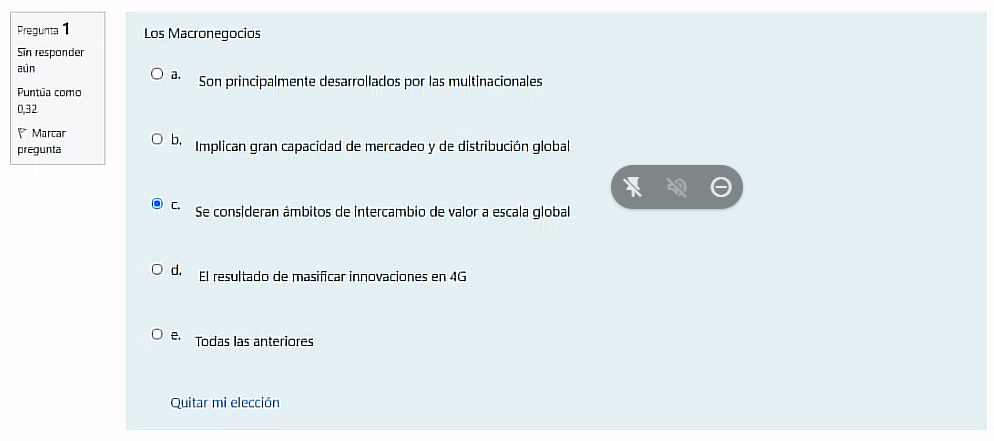 Pregunta 1
Sin responder
aún
Puntúa como
0,32
Marcar
pregunta
Los Macronegocios
a. Son principalmente desarrollados por las multinacionales
b. Implican gran capacidad de mercadeo y de distribución global
c. Se consideran ámbitos de intercambio de valor a escala global
d. El resultado de masificar innovaciones en 4G
e. Todas las anteriores
Quitar mi elección